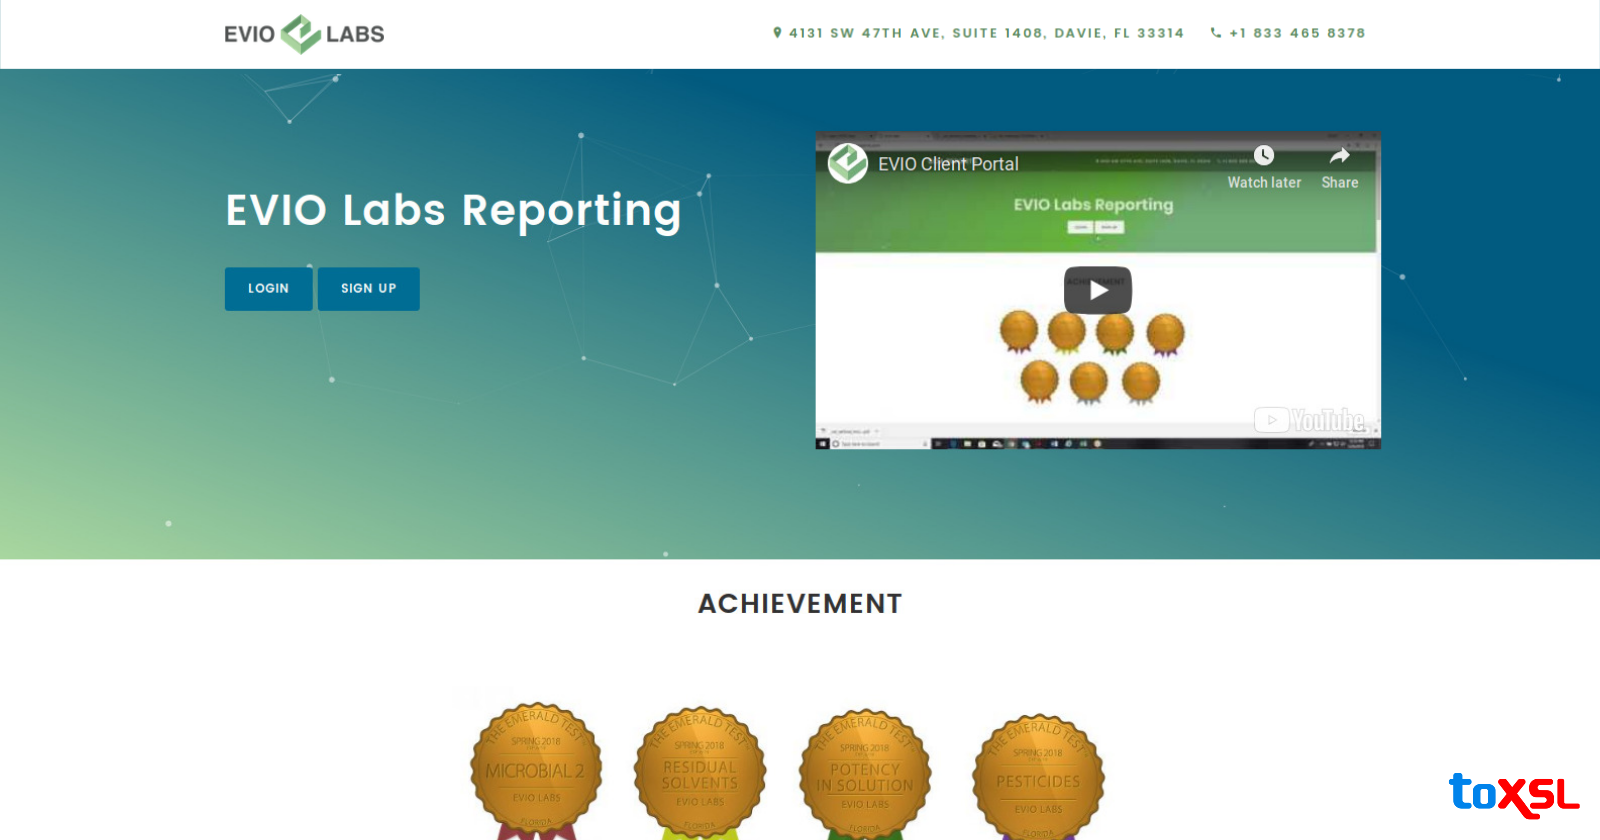 EVIO LABS
4131 SW 47TH AVE, SUITE 1408, DAVIE, FL 33314
+1 833 465 8378
EVIO Labs Reporting
LOGIN
SIGN UP
EVIO Client Portal
Watch later
Share
EVIO Labs Reporting
YouTube
ACHIEVEMENT
THE EMERALD TEST
SPRING 2018
MICROBIAL 2
EVIO LABS
FLORIDA
THE EMERALD TEST
SPRING 2018
RESIDUAL
SOLVENTS
EVIO LABS
FLORIDA
THE EMERALD TEST
SPRING 2018
POTENCY
IN SOLUTION
EVIO LABS
FLORIDA
THE EMERALD TEST
SPRING 2018
PESTICIDES
EVIO LABS
FLORIDA
toXSL